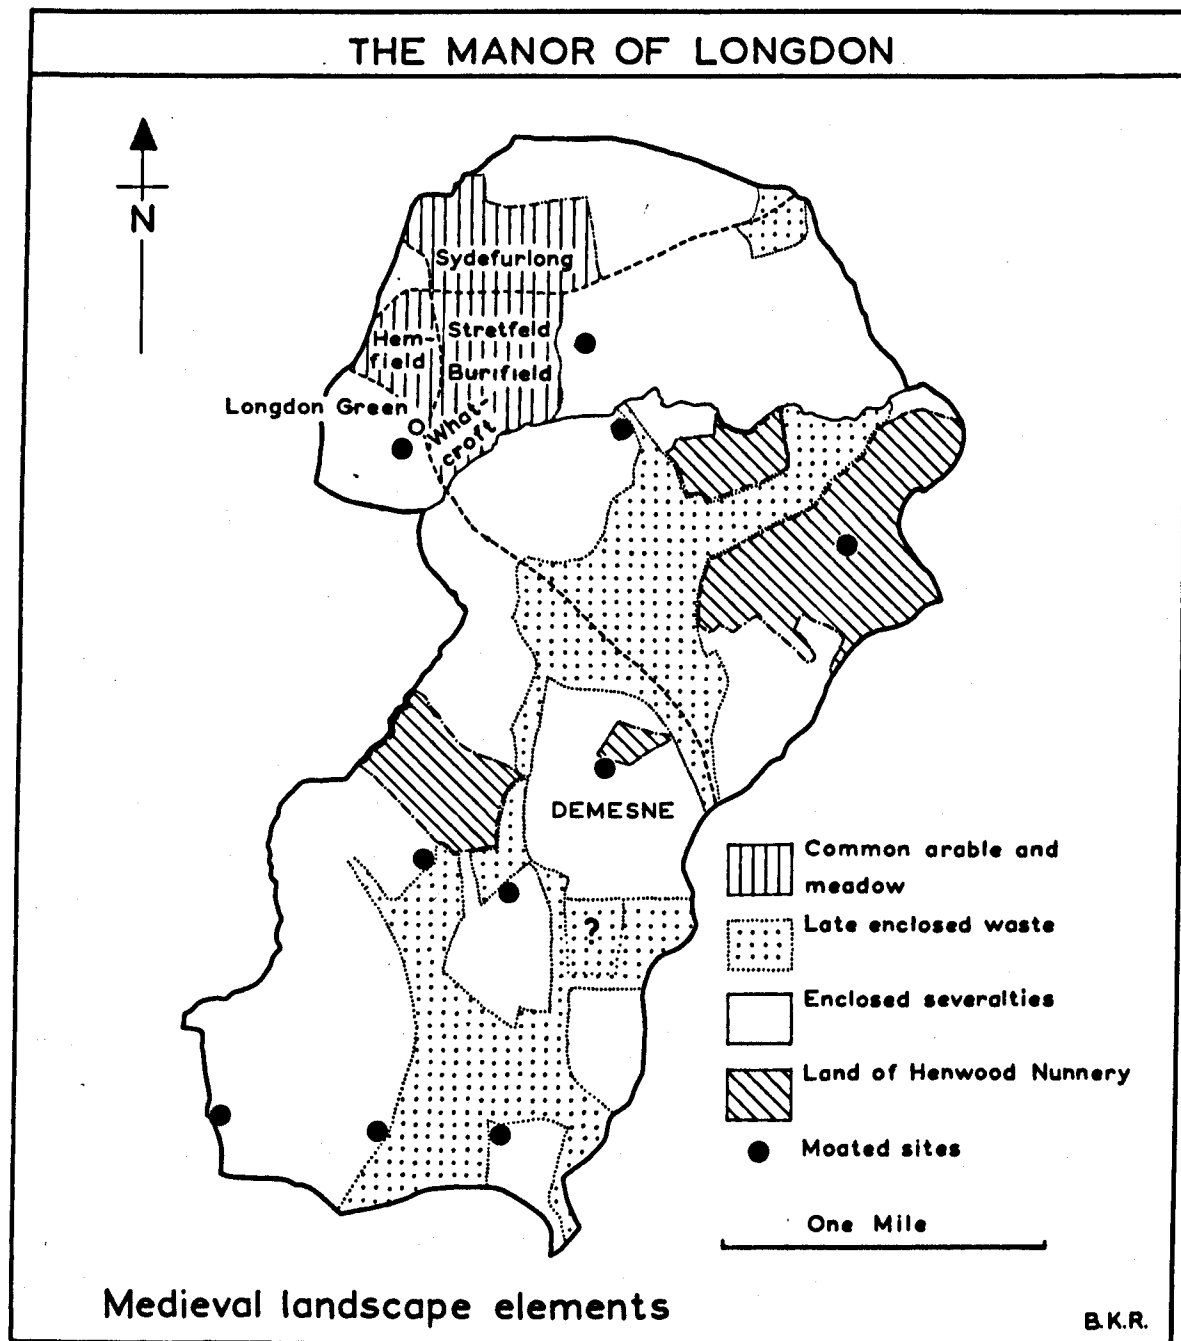 THE MANOR OF LONGDON
N
Sydefurlong
Stretfeld
Hem-
field
Burifield
Longdon Green
What-
croft
DEMESNE
?
Common arable and
meadow
Late enclosed waste
Enclosed severalties
Land of Henwood Nunnery
Moated sites
One Mile
Medieval landscape elements
B.K.R.